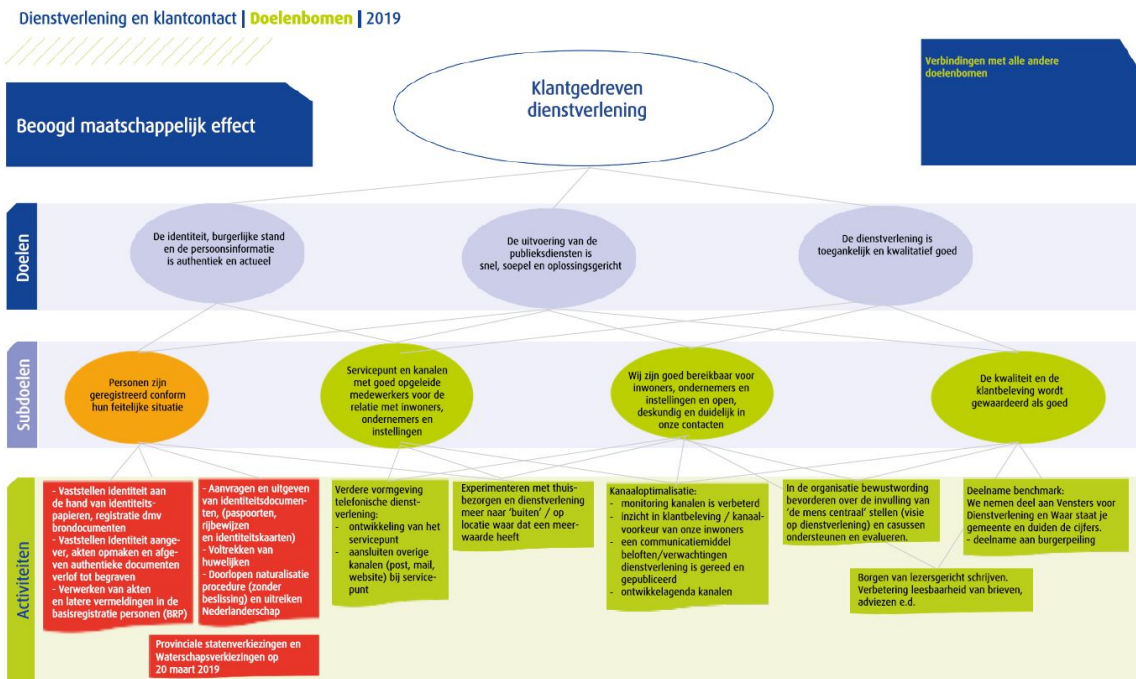 Dienstverlening en klantcontact | Doelenbomen | 2019
Beoogd maatschappelijk effect
Klantgedreven
dienstverlening
Verbindingen met alle andere
doelenbomen
Doelen
De identiteit, burgerlijke stand
en de persoonsinformatie
is authentiek en actueel
De uitvoering van de
publieksdiensten is
snel, soepel en oplossingsgericht
De dienstverlening is
toegankelijk en kwalitatief goed
Subdoelen
Personen zijn
geregistreerd conform
hun feitelijke situatie
Servicepunt en kanalen
met goed opgeleide
medewerkers voor de
relatie met inwoners,
ondernemers en
instellingen
Wij zijn goed bereikbaar voor
inwoners, ondernemers en
instellingen en open,
deskundig en duidelijk in
onze contacten
De kwaliteit en de
klantbeleving wordt
gewaardeerd als goed
Activiteiten
- Vaststellen identiteit aan
de hand van identiteits-
papieren, registratie dmv
brondocumenten
- Vaststellen identiteit aange-
ver, akten opmaken en afge-
ven authentieke documenten
verlof tot begraven
- Verwerken van akten
en latere vermeldingen in de
basisregistratie personen (BRP)
- Aanvragen en uitgeven
van identiteitsdocumen-
ten, (paspoorten,
rijbewijzen
en identiteitskaarten)
- Voltrekken van
huwelijken
- Doorlopen naturalisatie
procedure (zonder
beslissing) en uitreiken
Nederlanderschap
Provinciale statenverkiezingen en
Waterschapsverkiezingen op
20 maart 2019
Verdere vormgeving
telefonische dienst-
verlening:
- ontwikkeling van het
servicepunt
- aansluiten overige
kanalen (post, mail,
website) bij service-
punt
Experimenteren met thuis-
bezorgen en dienstverlening
meer naar 'buiten' / op
locatie waar dat een meer-
waarde heeft
Kanaaloptimalisatie:
- monitoring kanalen is verbeterd
- inzicht in klantbeleving / kanaal-
voorkeur van onze inwoners
- een communicatiemiddel
beloften/verwachtingen
dienstverlening is gereed en
gepubliceerd
- ontwikkelagenda kanalen
In de organisatie bewustwording
bevorderen over de invulling van
'de mens centraal' stellen (visie
op dienstverlening) en casussen
ondersteunen en evalueren.
Borgen van lezersgericht schrijven.
Verbetering leesbaarheid van brieven,
adviezen e.d.
Deelname benchmark:
We nemen deel aan Vensters voor
Dienstverlening en Waar staat je
gemeente en duiden de cijfers.
- deelname aan burgerpeiling